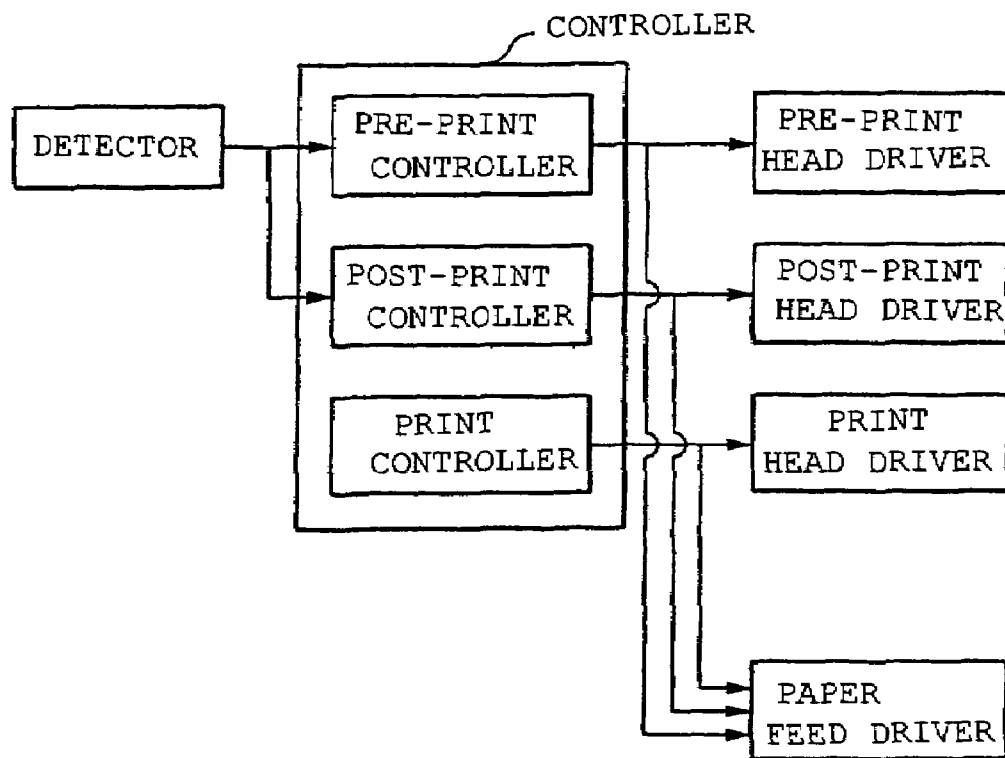 CONTROLLER
DETECTOR
PRE-PRINT
CONTROLLER
PRE-PRINT
HEAD DRIVER
POST-PRINT
CONTROLLER
POST-PRINT
HEAD DRIVER
PRINT
CONTROLLER
PRINT
HEAD DRIVER
PAPER
FEED DRIVER